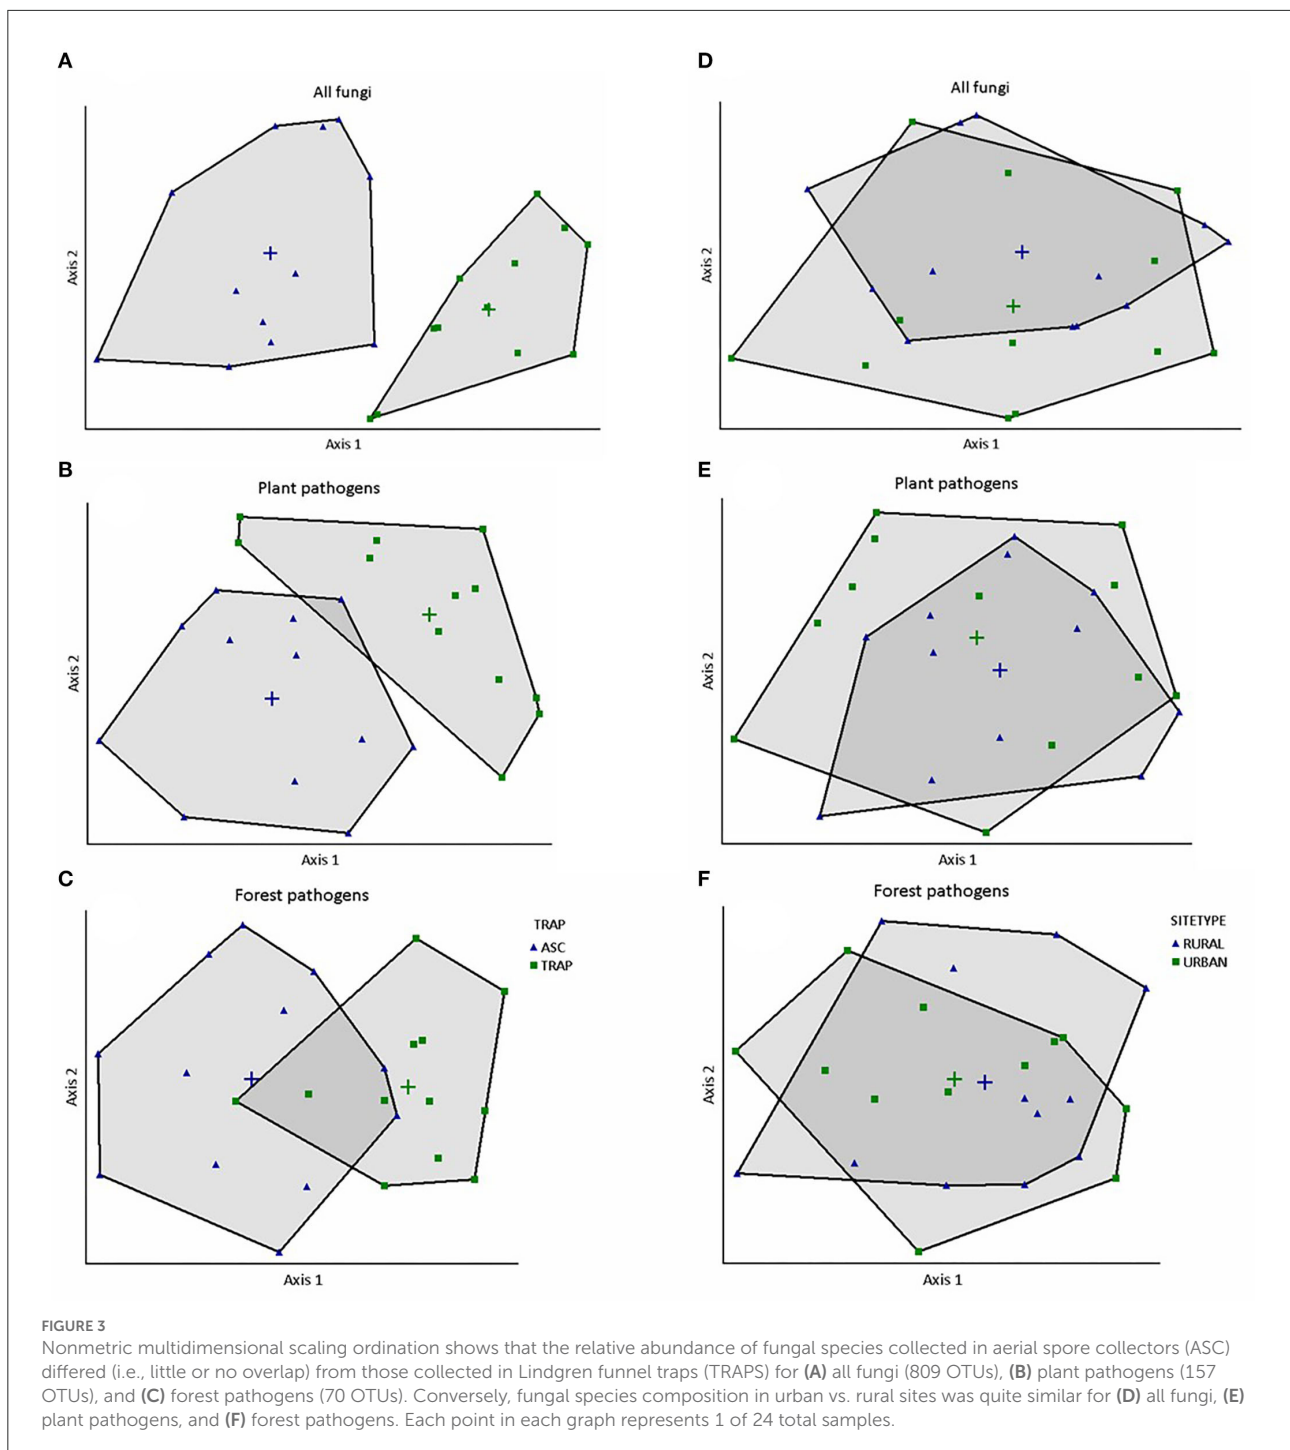 A
All fungi
Axis 2
Axis 1
D
All fungi
Axis 2
Axis 1
B
Plant pathogens
Axis 2
Axis 1
E
Plant pathogens
Axis 2
Axis 1
C
Forest pathogens
Axis 2
Axis 1
TRAP
ASC
TRAP
F
Forest pathogens
Axis 2
Axis 1
SITETYPE
RURAL
URBAN
FIGURE 3
Nonmetric multidimensional scaling ordination shows that the relative abundance of fungal species collected in aerial spore collectors (ASC)
differed (i.e., little or no overlap) from those collected in Lindgren funnel traps (TRAPS) for (A) all fungi (809 OTUs), (B) plant pathogens (157
OTUs), and (C) forest pathogens (70 OTUs). Conversely, fungal species composition in urban vs. rural sites was quite similar for (D) all fungi, (E)
plant pathogens, and (F) forest pathogens. Each point in each graph represents 1 of 24 total samples.